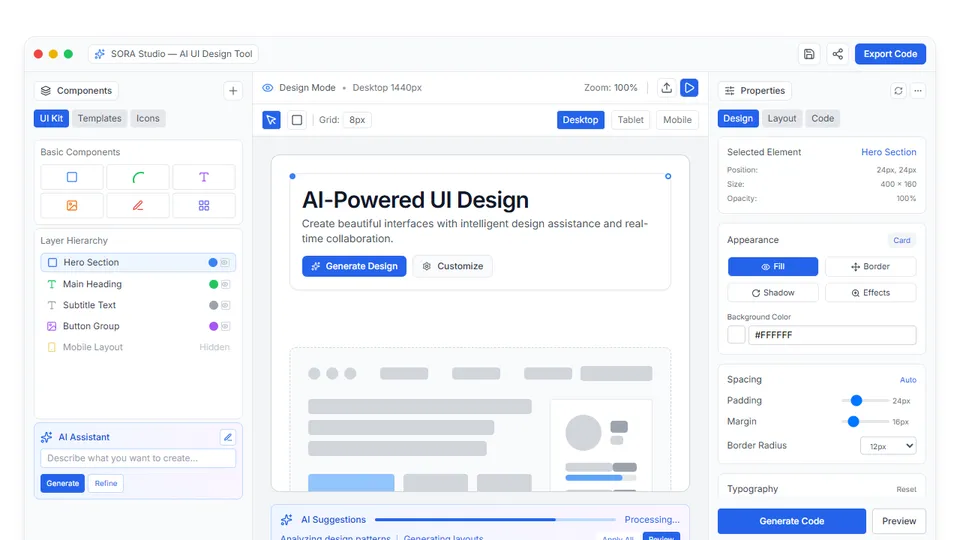 SORA Studio — AI UI Design Tool
Export Code
Components
UI Kit Templates Icons
Basic Components
Layer Hierarchy
Hero Section
Main Heading
Subtitle Text
Button Group
Mobile Layout Hidden
AI Assistant
Describe what you want to create...
Generate Refine
Design Mode • Desktop 1440px Zoom: 100%
Grid: 8px Desktop Tablet Mobile
AI-Powered UI Design
Create beautiful interfaces with intelligent design assistance and real-
time collaboration.
Generate Design Customize
AI Suggestions Processing...
Analyzing design patterns | Generating layouts Apply All Review
Properties
Design Layout Code
Selected Element Hero Section
Position: 24px, 24px
Size: 400 × 160
Opacity: 100%
Appearance Card
Fill Border
Shadow Effects
Background Color
#FFFFFF
Spacing Auto
Padding 24px
Margin 16px
Border Radius 12px
Typography Reset
Generate Code Preview